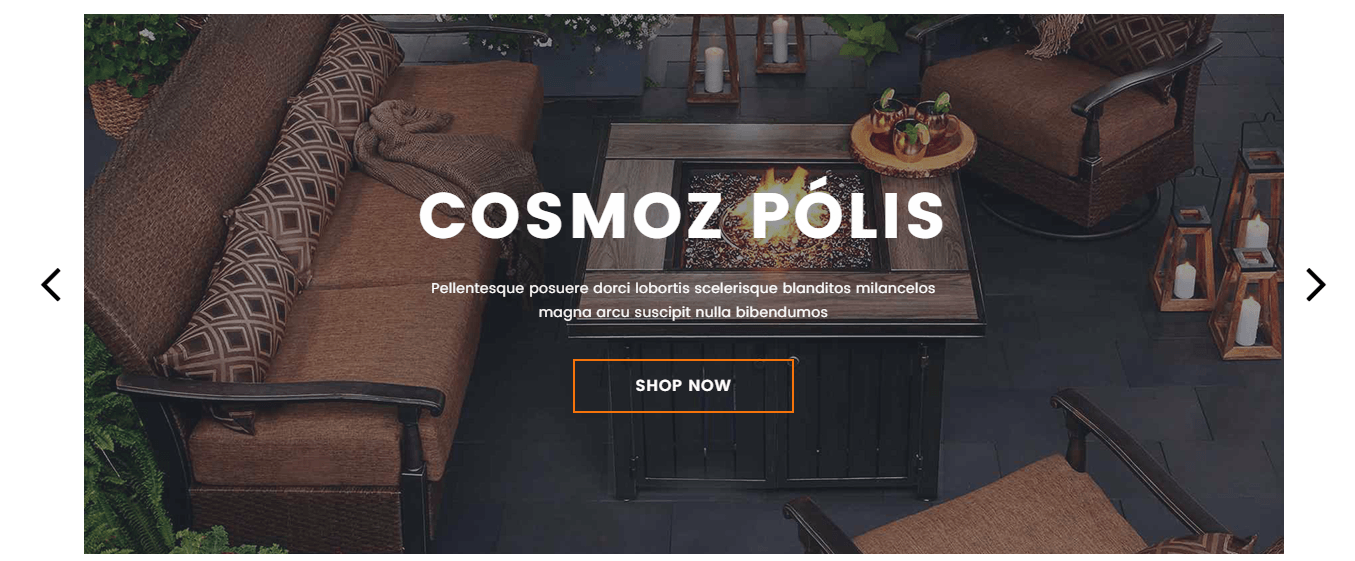 COSMOZ PÓLIS
Pellentesque posuere dorci lobortis scelerisque blanditos milancelos
magna arcu suscipit nulla bibendumos
SHOP NOW